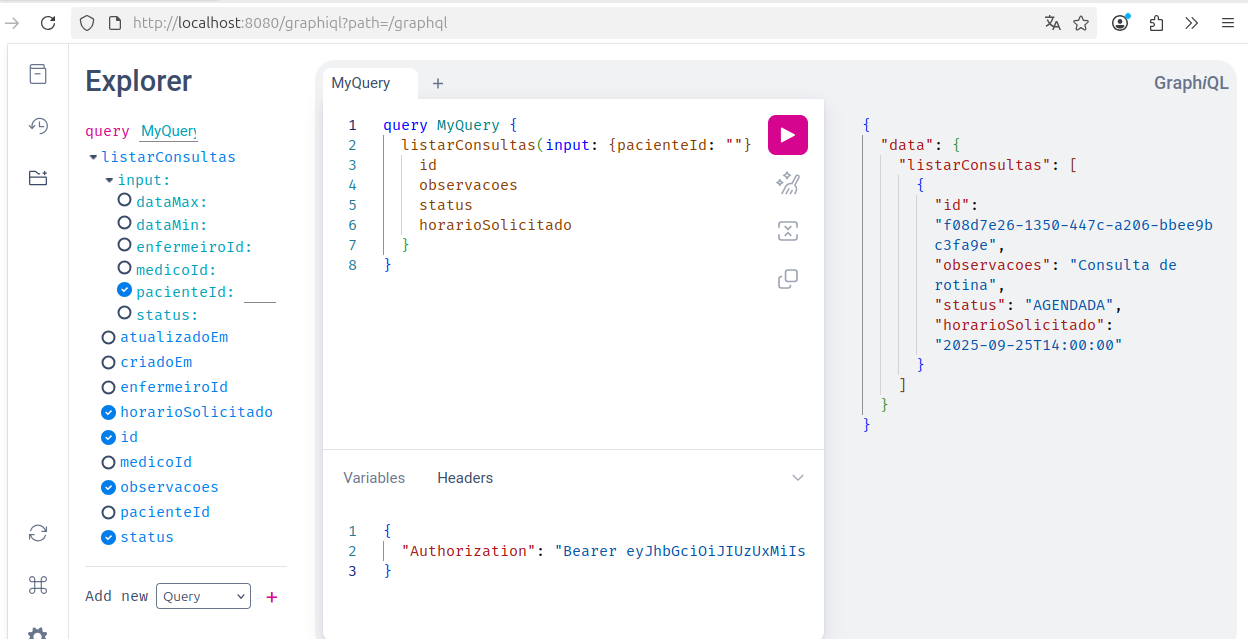 http://localhost:8080/graphiql?path=/graphql
Explorer
query MyQuery
listarConsultas
input:
dataMax:
dataMin:
enfermeiroId:
medicoId:
pacienteId:
status:
atualizadoEm
criadoEm
enfermeiroId
horarioSolicitado
id
medicoId
observacoes
pacienteId
status
Add new Query +
MyQuery +
1 query MyQuery {
2 listarConsultas(input: {pacienteId: ""}
3 id
4 observacoes
5 status
6 horarioSolicitado
7 }
8 }
Variables Headers
1 {
2 "Authorization": "Bearer eyJhbGciOiJIUzUxMiIs
3 }
GraphiQL
{
"data": {
"listarConsultas": [
{
"id":
"f08d7e26-1350-447c-a206-bbee9b
c3fa9e",
"observacoes": "Consulta de
rotina",
"status": "AGENDADA",
"horarioSolicitado":
"2025-09-25T14:00:00"
}
]
}
}